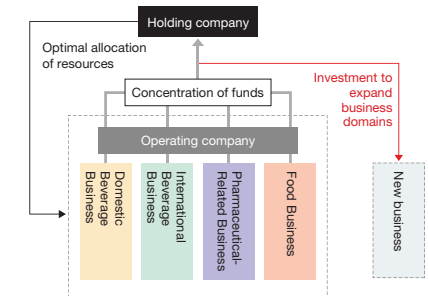 Holding company
Optimal allocation
of resources
Investment to
expand
business
domains
Concentration of funds
Operating company
Domestic
Beverage
Business
International
Beverage
Business
Pharmaceutical-
Related Business
Food Business
New business